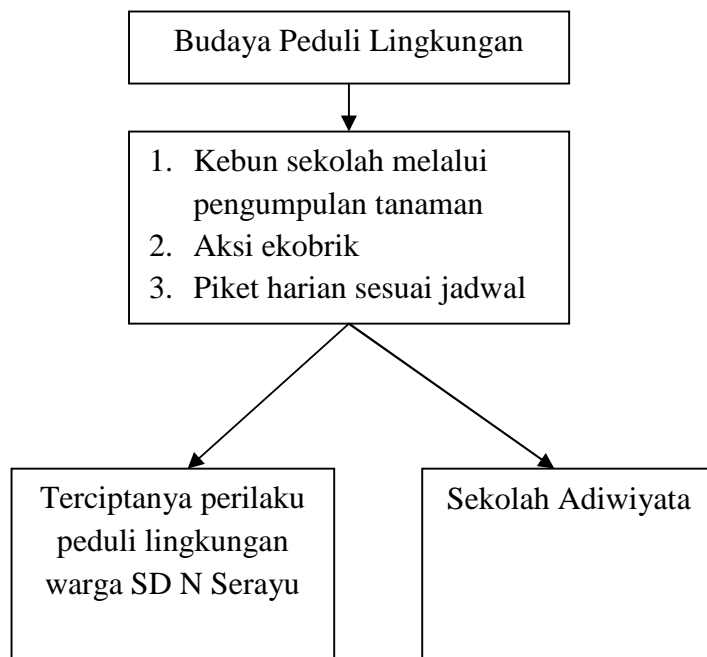 Budaya Peduli Lingkungan
1. Kebun sekolah melalui
pengumpulan tanaman
2. Aksi ekobrik
3. Piket harian sesuai jadwal
Terciptanya perilaku
peduli lingkungan
warga SD N Serayu
Sekolah Adiwiyata